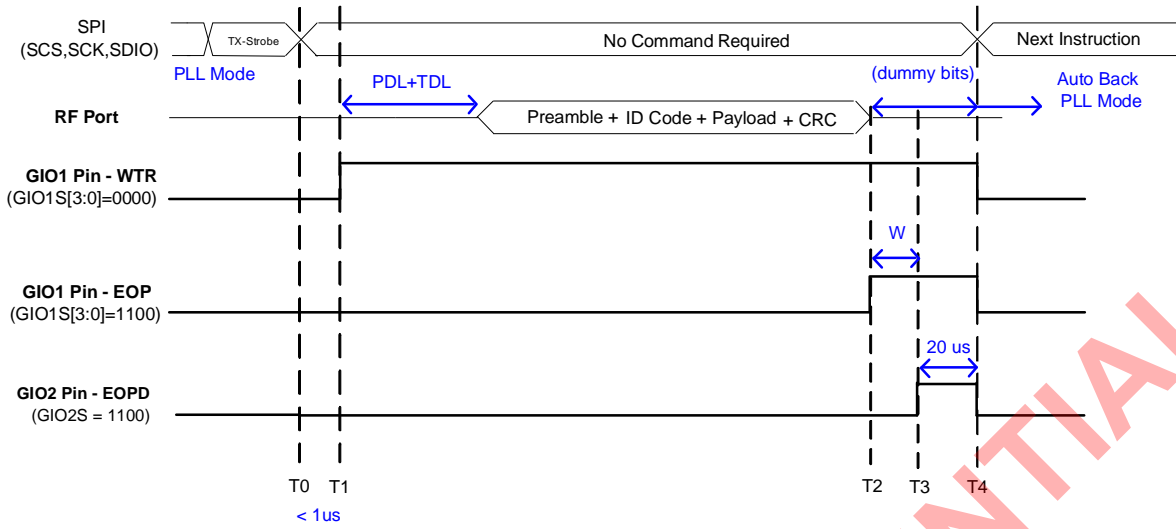 SPI
(SCS,SCK,SDIO)
TX-Strobe
No Command Required
Next Instruction
PLL Mode
PDL+TDL
(dummy bits)
Auto Back
PLL Mode
RF Port
Preamble + ID Code + Payload + CRC
GIO1 Pin - WTR
(GIO1S[3:0]=0000)
W
GIO1 Pin - EOP
(GIO1S[3:0]=1100)
20 us
GIO2 Pin - EOPD
(GIO2S = 1100)
T0 T1 T2 T3 T4
< 1us
NTIAL